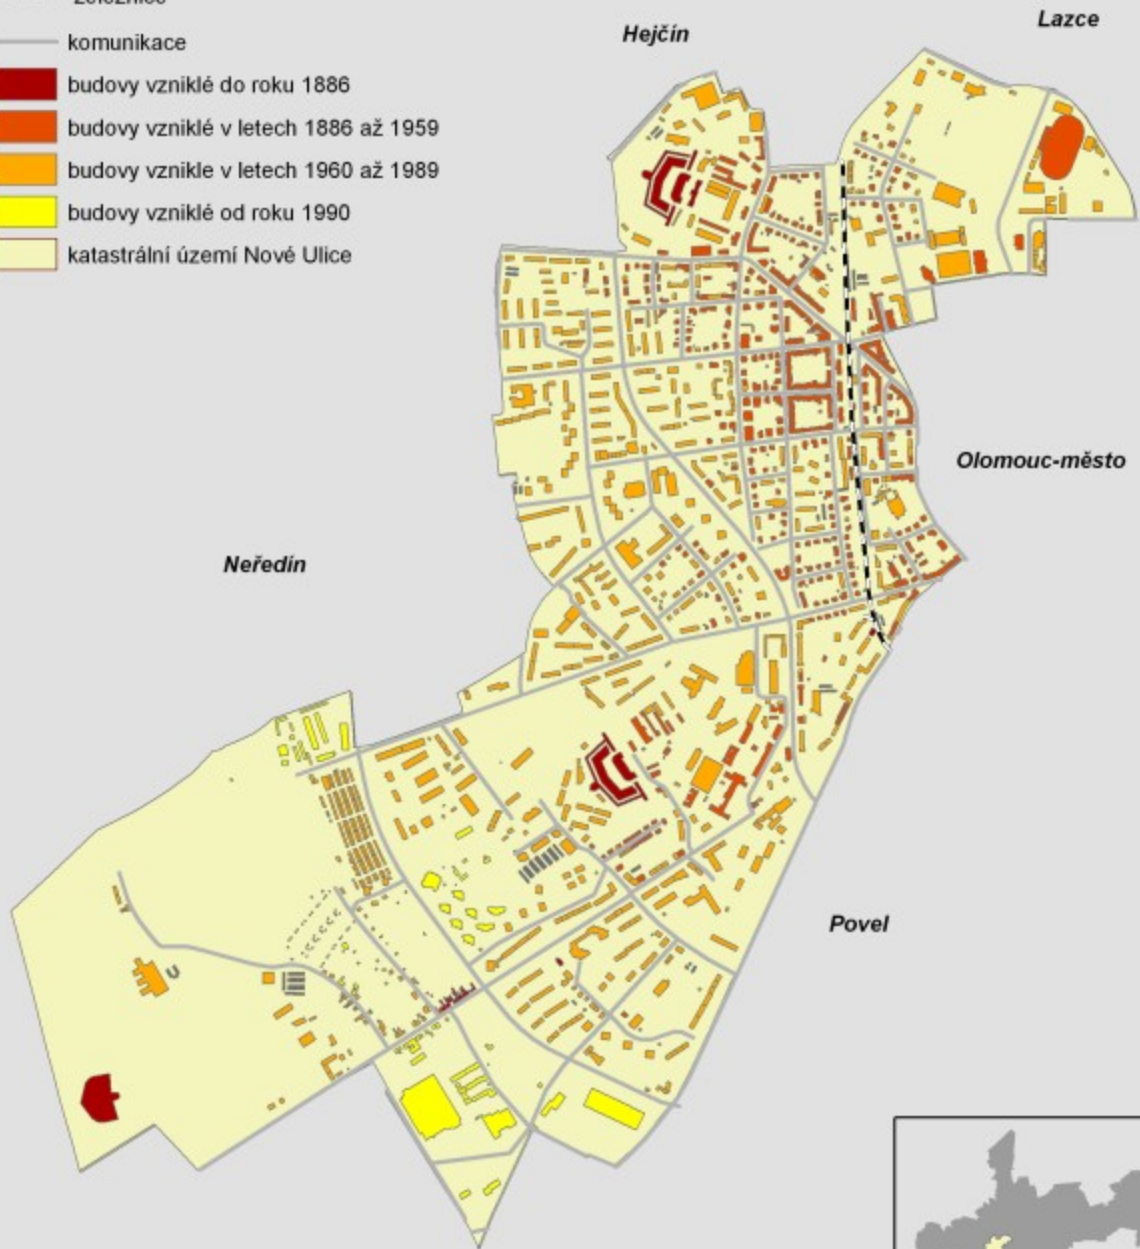 železnice
komunikace
budovy vzniklé do roku 1886
budovy vzniklé v letech 1886 až 1959
budovy vznikle v letech 1960 až 1989
budovy vzniklé od roku 1990
katastrální území Nové Ulice
Hejčín
Lazce
Olomouc-město
Neředín
Povel